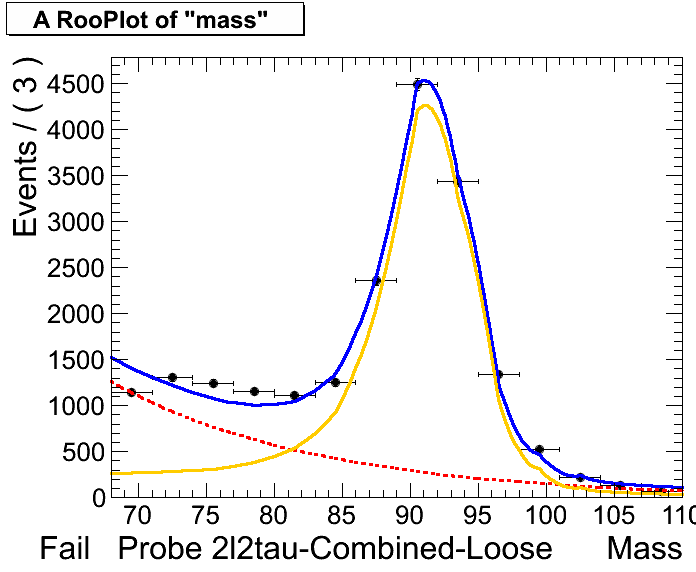 A RooPlot of "mass"
Events / ( 3 )
4500
4000
3500
3000
2500
2000
1500
1000
500
0
70 75 80 85 90 95 100 105 110
Fail Probe 2l2tau-Combined-Loose Mass